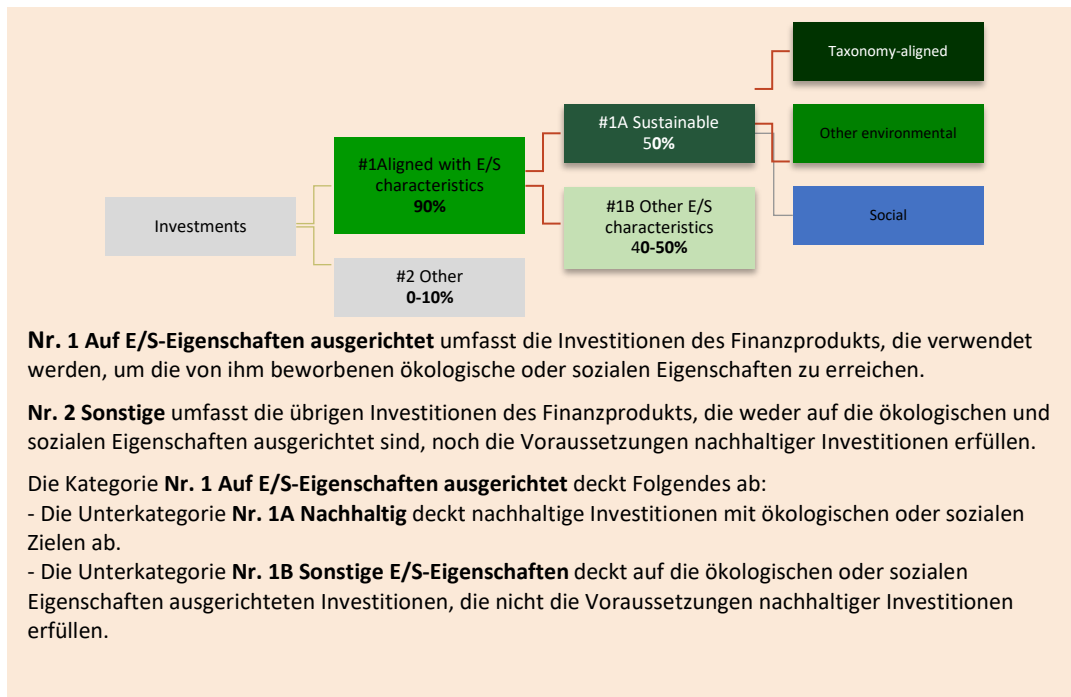 Taxonomy-aligned
#1A Sustainable
50%
Other environmental
#1Aligned with E/S
characteristics
90%
#1B Other E/S
characteristics
40-50%
Social
Investments
#2 Other
0-10%
Nr. 1 Auf E/S-Eigenschaften ausgerichtet umfasst die Investitionen des Finanzprodukts, die verwendet
werden, um die von ihm beworbenen ökologische oder sozialen Eigenschaften zu erreichen.
Nr. 2 Sonstige umfasst die übrigen Investitionen des Finanzprodukts, die weder auf die ökologischen und
sozialen Eigenschaften ausgerichtet sind, noch die Voraussetzungen nachhaltiger Investitionen erfüllen.
Die Kategorie Nr. 1 Auf E/S-Eigenschaften ausgerichtet deckt Folgendes ab:
- Die Unterkategorie Nr. 1A Nachhaltig deckt nachhaltige Investitionen mit ökologischen oder sozialen
Zielen ab.
- Die Unterkategorie Nr. 1B Sonstige E/S-Eigenschaften deckt auf die ökologischen oder sozialen
Eigenschaften ausgerichteten Investitionen, die nicht die Voraussetzungen nachhaltiger Investitionen
erfüllen.